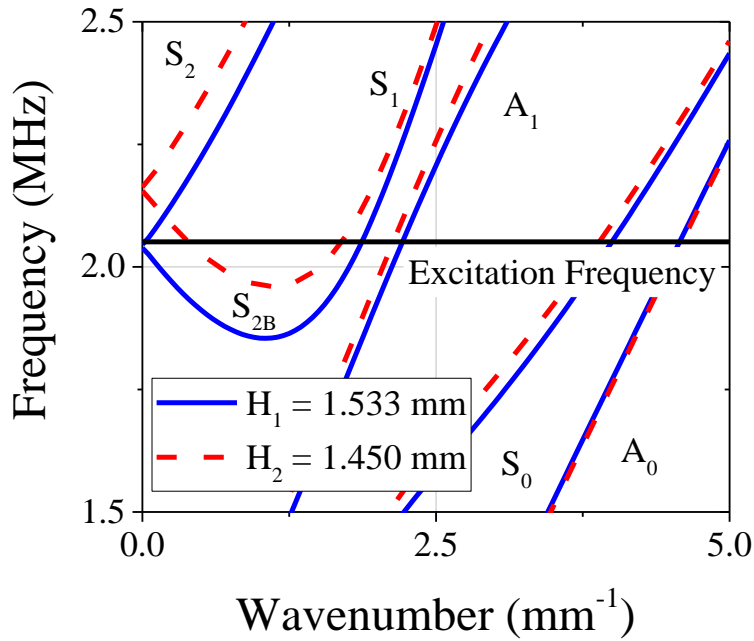 2.5
2.0
1.5
Frequency (MHz)
S₂
S₁
A₁
Excitation Frequency
S₂B
H₁ = 1.533 mm
H₂ = 1.450 mm
S₀
A₀
0.0
2.5
5.0
Wavenumber (mm⁻¹)